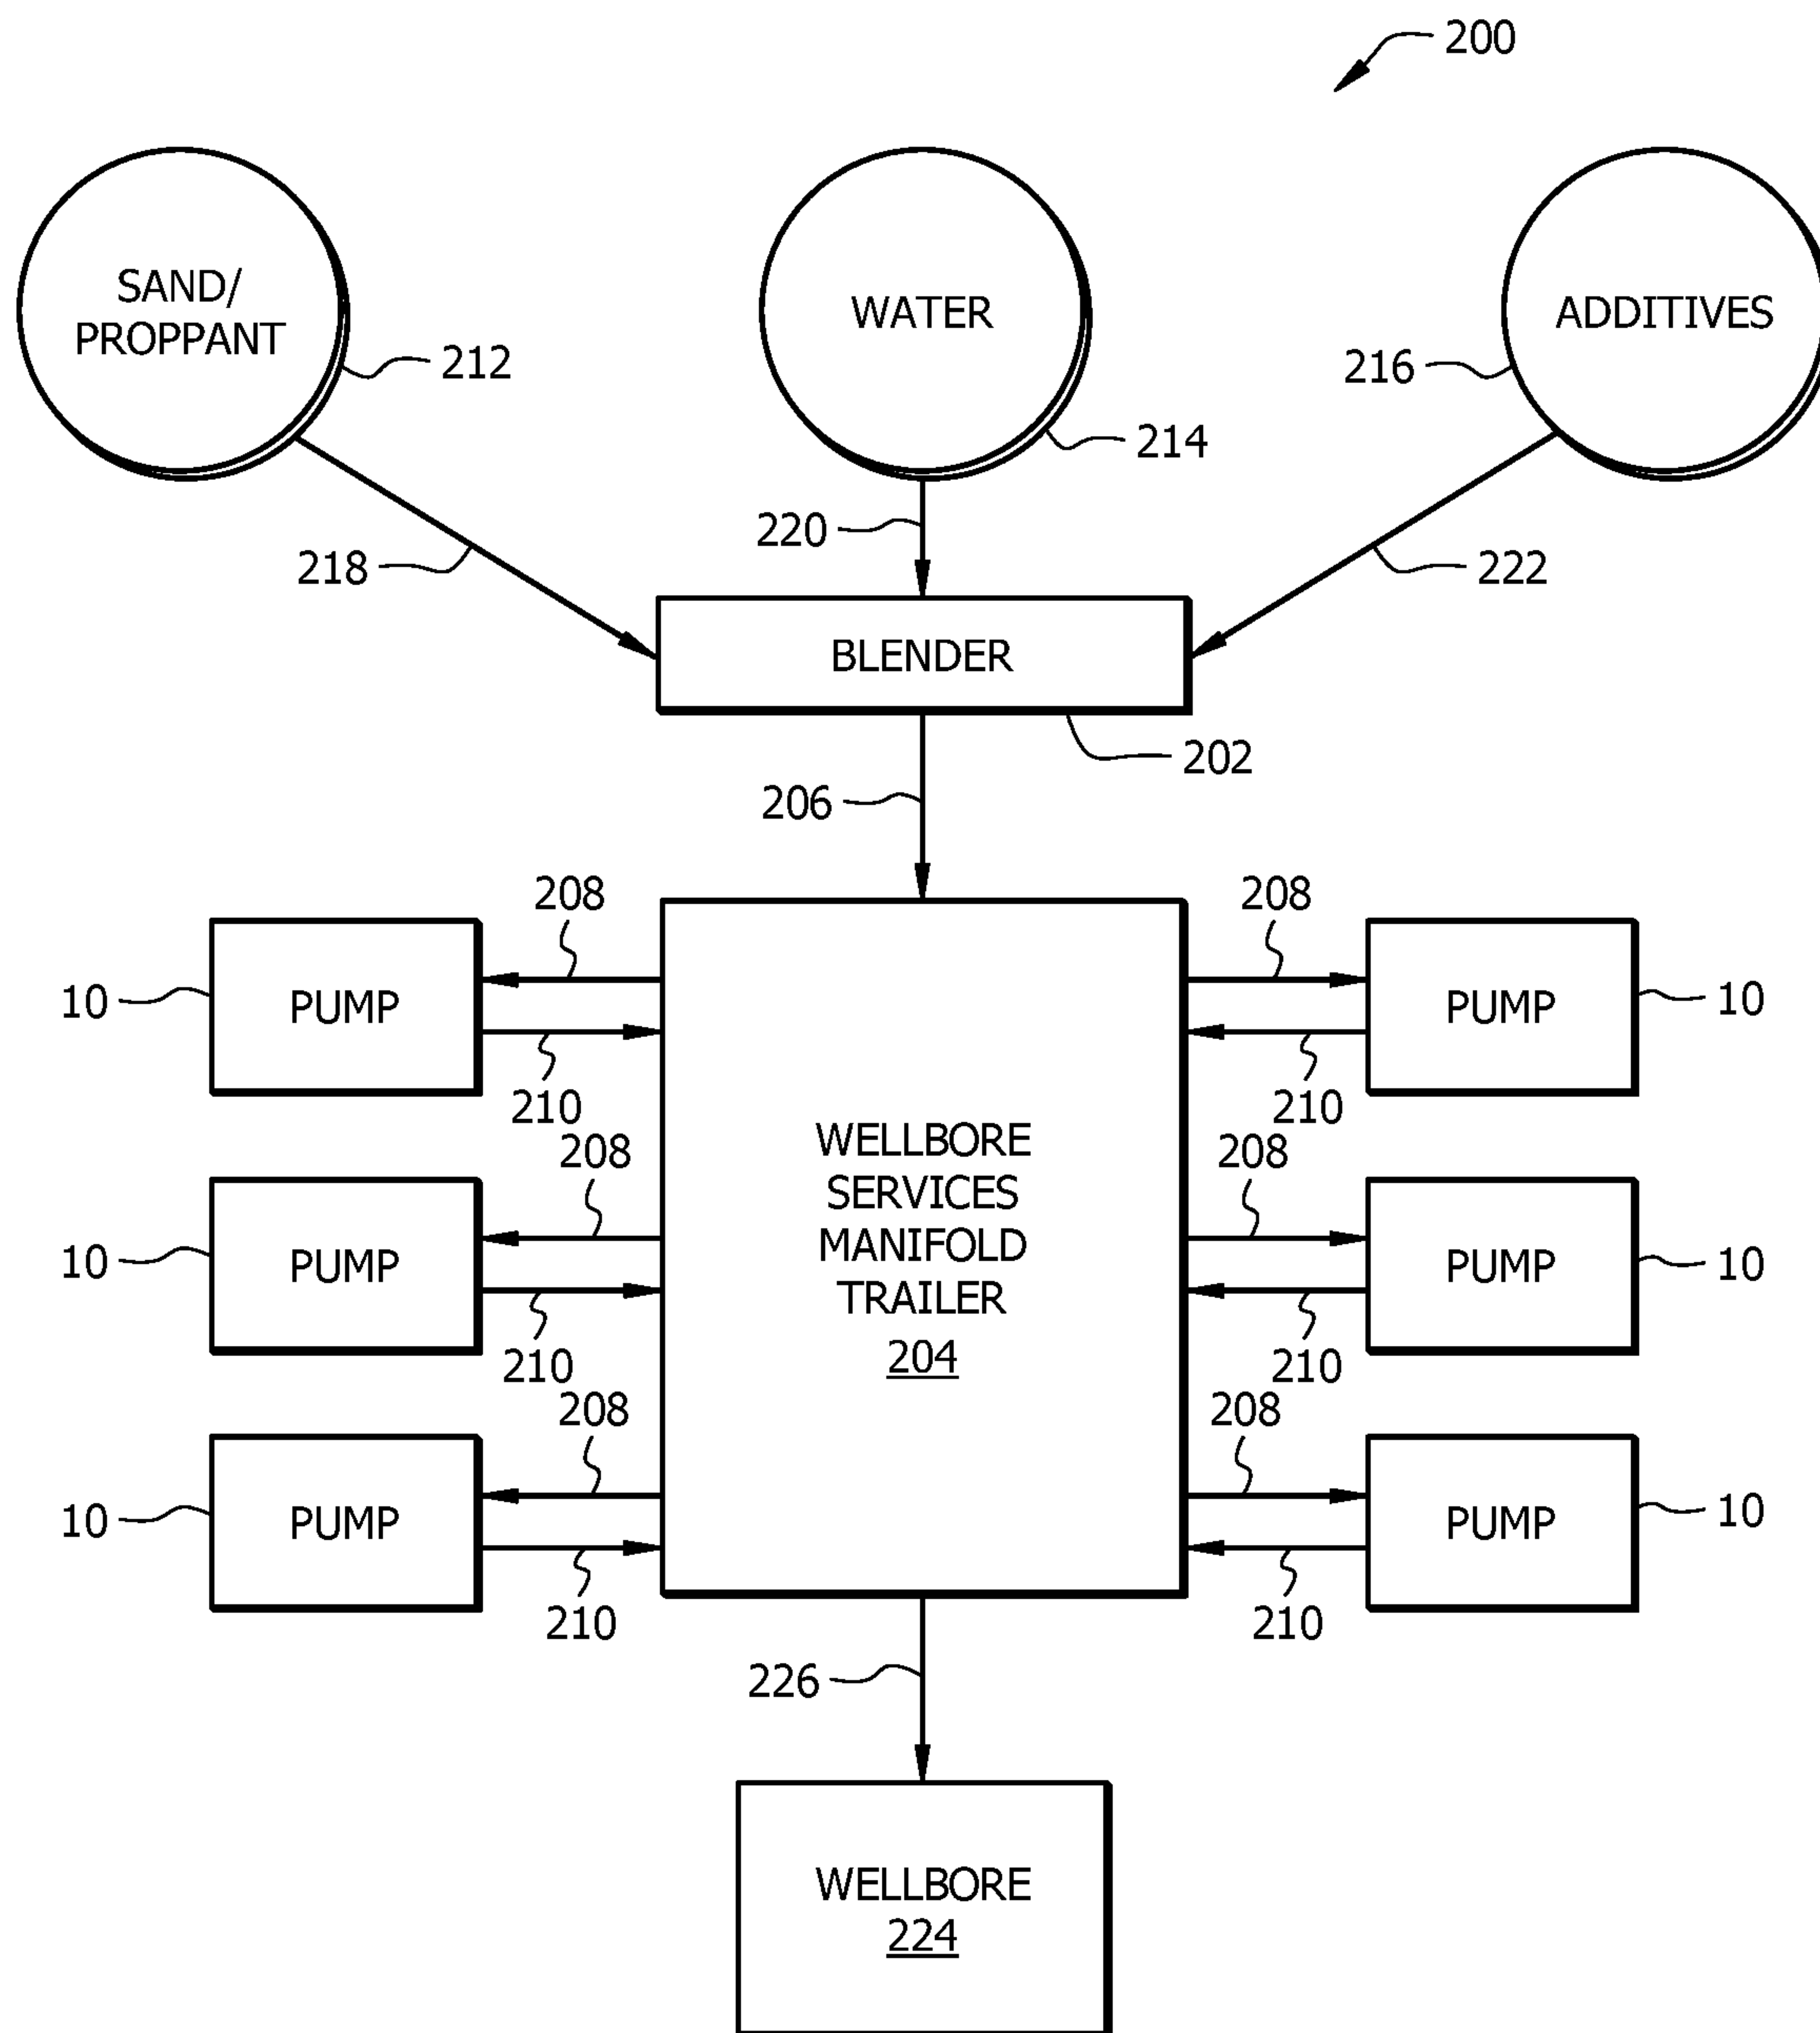 200
SAND/
PROPPANT
WATER
ADDITIVES
212
216
214
220
218
222
BLENDER
202
206
208
208
10
PUMP
PUMP
10
210
210
208
208
WELLBORE
SERVICES
MANIFOLD
TRAILER
204
10
PUMP
PUMP
10
210
210
208
208
10
PUMP
PUMP
10
210
210
226
WELLBORE
224